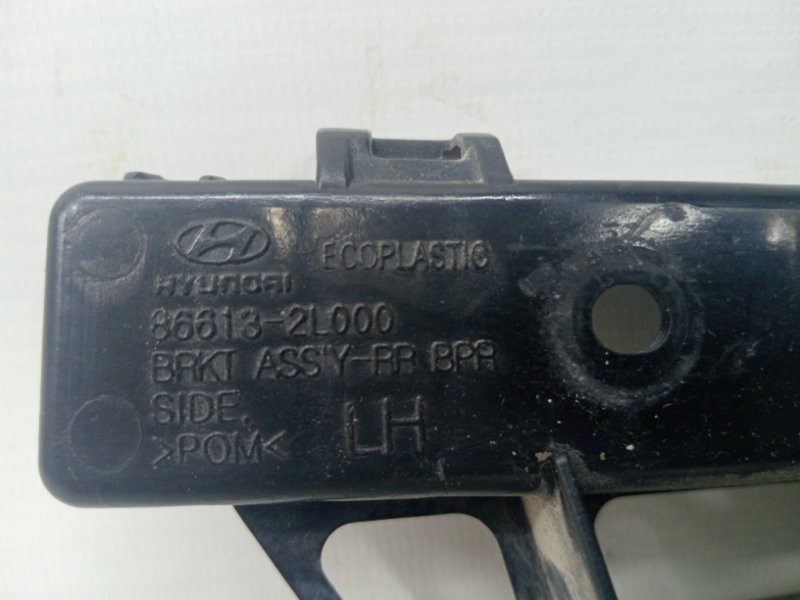 HYUNDAI ECOPLASTIC
86613-2L000
BRKT ASS'Y-RR BPR
SIDE, LH
>POM<